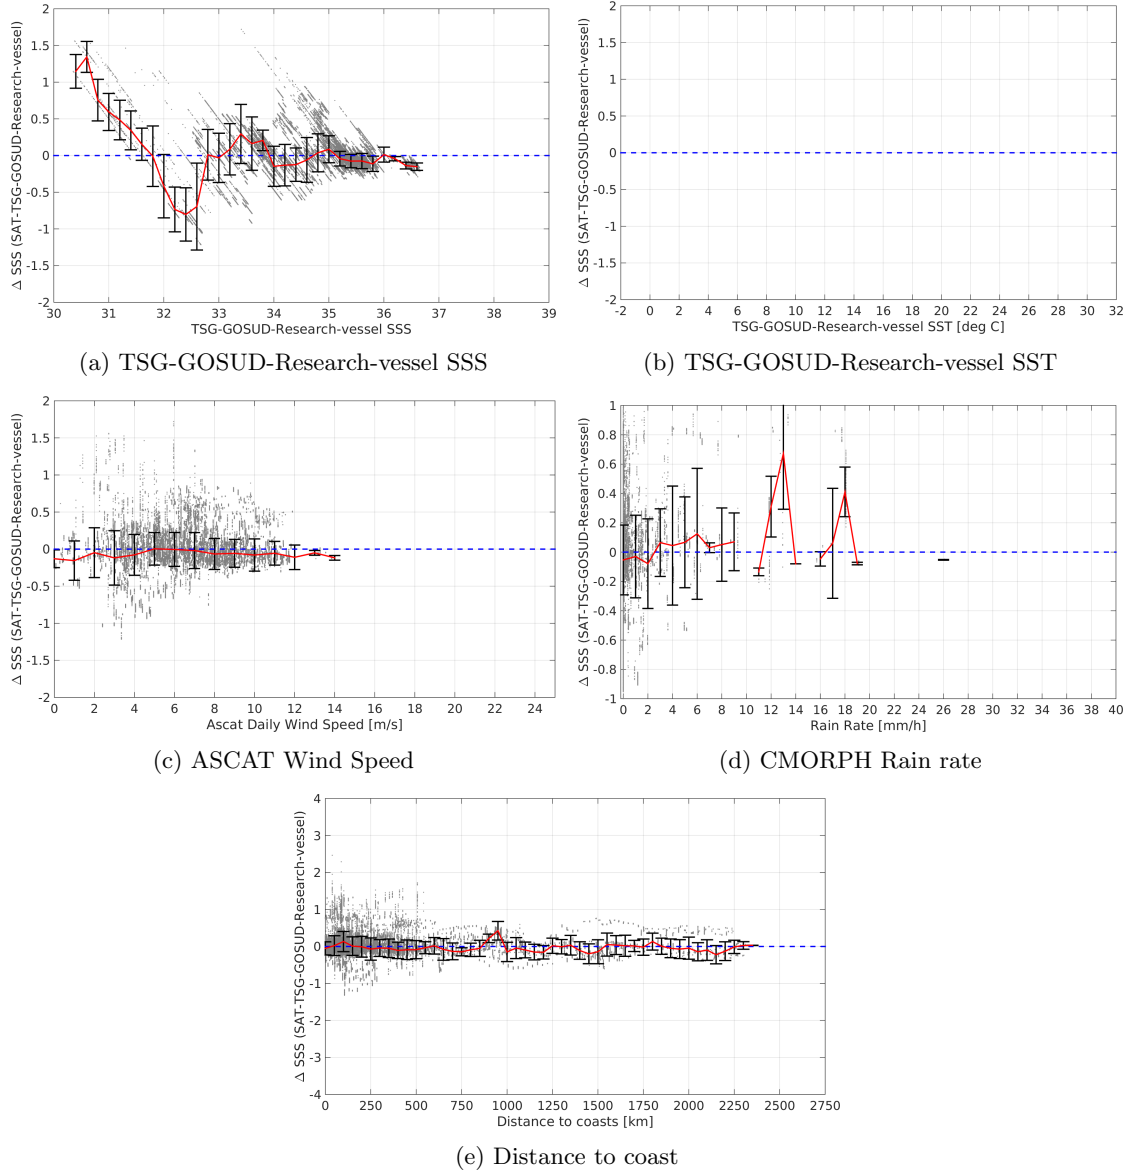 2
1.5
1
0.5
0
-0.5
-1
-1.5
-2
Δ SSS (SAT-TSG-GOSUD-Research-vessel)
30 31 32 33 34 35 36 37 38 39
TSG-GOSUD-Research-vessel SSS
(a) TSG-GOSUD-Research-vessel SSS
2
1.5
1
0.5
0
-0.5
-1
-1.5
-2
Δ SSS (SAT-TSG-GOSUD-Research-vessel)
-2 0 2 4 6 8 10 12 14 16 18 20 22 24 26 28 30 32
TSG-GOSUD-Research-vessel SST [deg C]
(b) TSG-GOSUD-Research-vessel SST
2
1.5
1
0.5
0
-0.5
-1
-1.5
-2
Δ SSS (SAT-TSG-GOSUD-Research-vessel)
0 2 4 6 8 10 12 14 16 18 20 22 24
Ascat Daily Wind Speed [m/s]
(c) ASCAT Wind Speed
1
0.8
0.6
0.4
0.2
0
-0.2
-0.4
-0.6
-0.8
-1
Δ SSS (SAT-TSG-GOSUD-Research-vessel)
0 2 4 6 8 10 12 14 16 18 20 22 24 26 28 30 32 34 36 38 40
Rain Rate [mm/h]
(d) CMORPH Rain rate
4
3
2
1
0
-1
-2
-3
-4
Δ SSS (SAT-TSG-GOSUD-Research-vessel)
0 250 500 750 1000 1250 1500 1750 2000 2250 2500 2750
Distance to coasts [km]
(e) Distance to coast